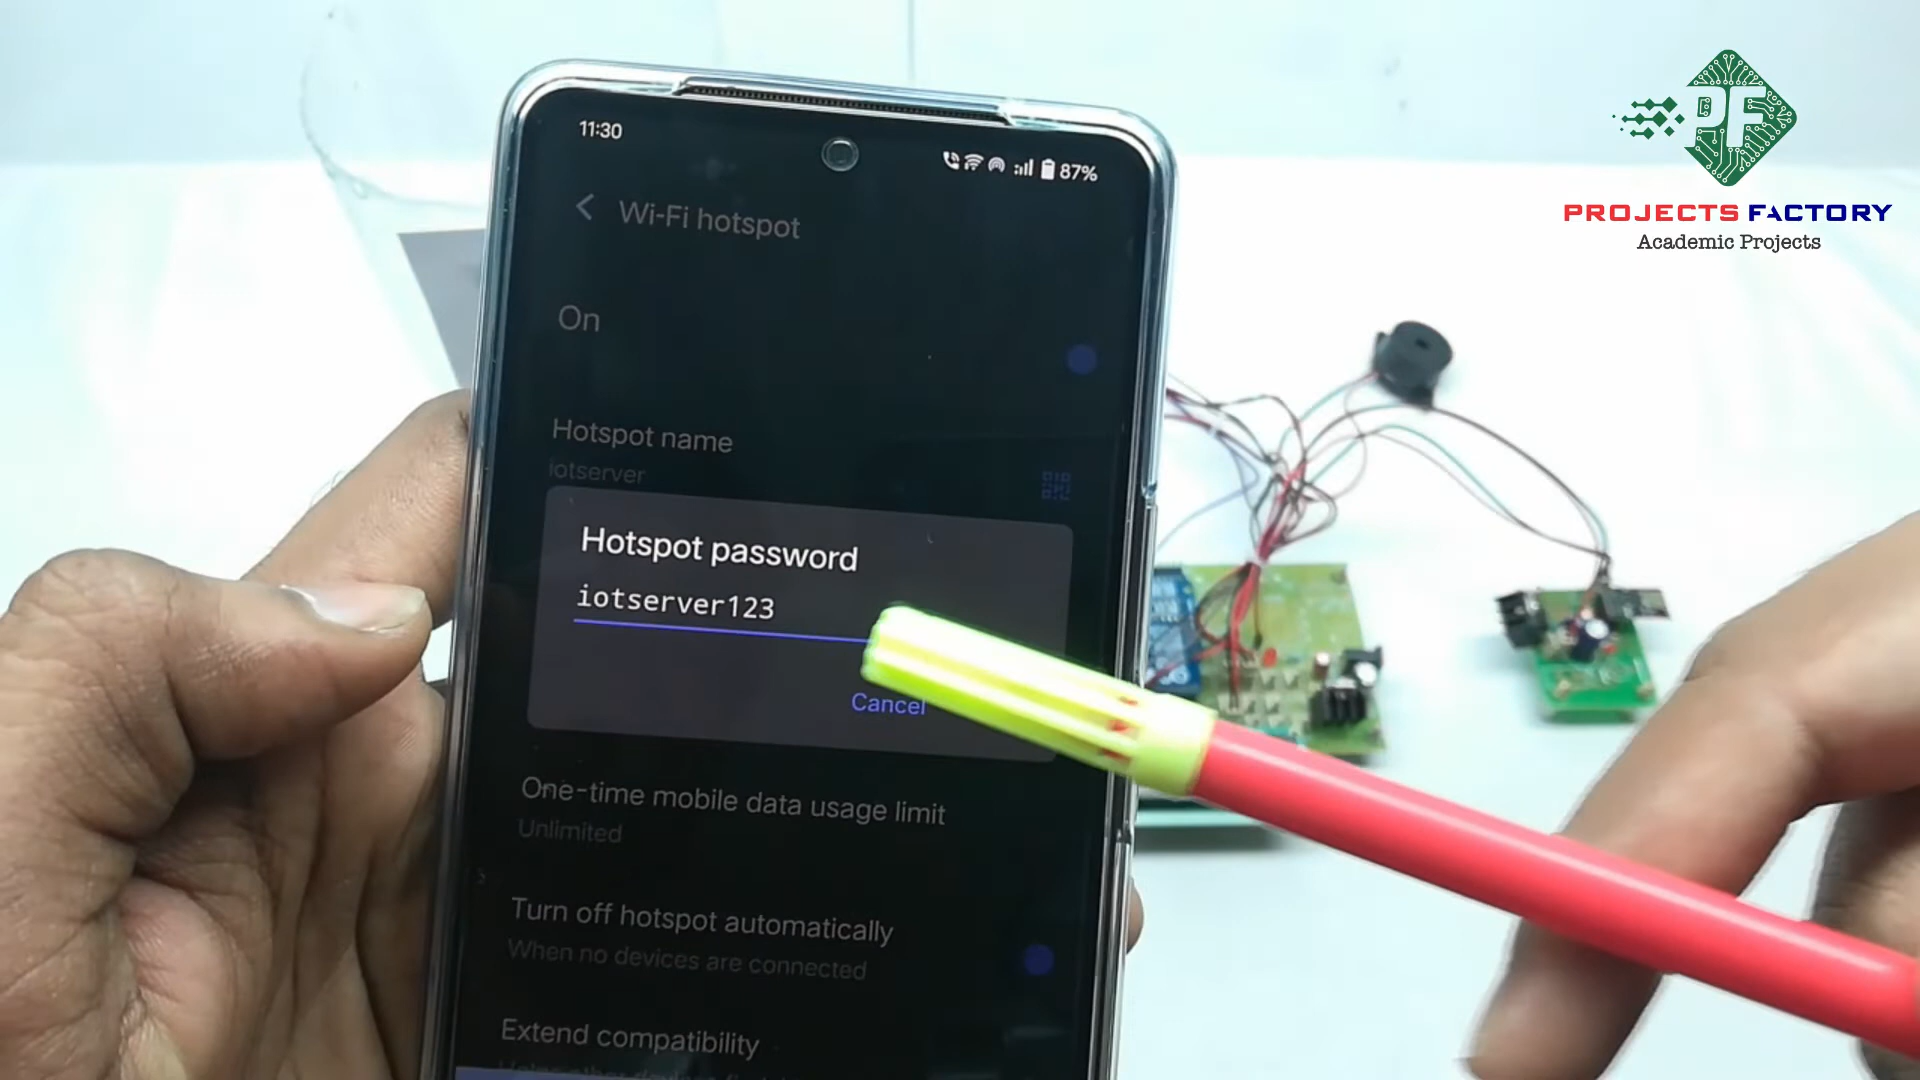 11:30
87%
Wi-Fi hotspot
On
Hotspot name
iotserver
Hotspot password
iotserver123
Cancel
One-time mobile data usage limit
Unlimited
Turn off hotspot automatically
When no devices are connected
Extend compatibility
PF
PROJECTS FACTORY
Academic Projects